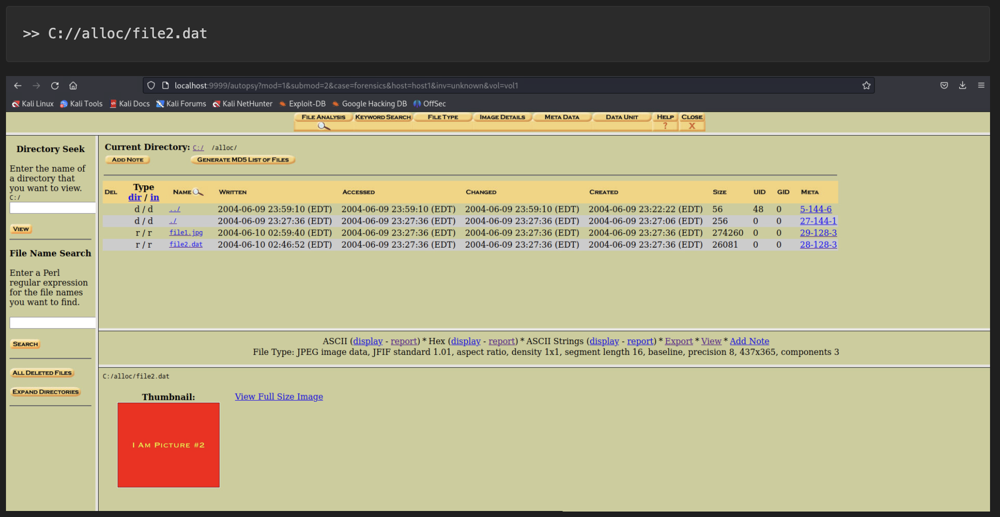 >> C://alloc/file2.dat
localhost:9999/autopsy?mod=1&submod=2&case=forensics&host=host1&inv=unknown&vol=vol1
Kali Linux Kali Tools Kali Docs Kali Forums Kali NetHunter Exploit-DB Google Hacking DB OffSec
FILE ANALYSIS KEYWORD SEARCH FILE TYPE IMAGE DETAILS META DATA DATA UNIT HELP CLOSE
? X
Directory Seek
Enter the name of
a directory that
you want to view.
C:/
VIEW
File Name Search
Enter a Perl
regular expression
for the file names
you want to find.
SEARCH
ALL DELETED FILES
EXPAND DIRECTORIES
Current Directory: C:/ /alloc/
ADD NOTE GENERATE MD5 LIST OF FILES
DEL Type dir / in NAME WRITTEN ACCESSED CHANGED CREATED SIZE UID GID META
d / d ../ 2004-06-09 23:59:10 (EDT) 2004-06-09 23:59:10 (EDT) 2004-06-09 23:59:10 (EDT) 2004-06-09 23:22:22 (EDT) 56 48 0 5-144-6
d / d ./ 2004-06-09 23:27:36 (EDT) 2004-06-09 23:27:36 (EDT) 2004-06-09 23:27:36 (EDT) 2004-06-09 23:27:06 (EDT) 256 0 0 27-144-1
r / r file1.jpg 2004-06-10 02:59:40 (EDT) 2004-06-09 23:27:36 (EDT) 2004-06-09 23:27:36 (EDT) 2004-06-09 23:27:36 (EDT) 274260 0 0 29-128-3
r / r file2.dat 2004-06-10 02:46:52 (EDT) 2004-06-09 23:27:36 (EDT) 2004-06-09 23:27:36 (EDT) 2004-06-09 23:27:36 (EDT) 26081 0 0 28-128-3
ASCII (display - report) * Hex (display - report) * ASCII Strings (display - report) * Export * View * Add Note
File Type: JPEG image data, JFIF standard 1.01, aspect ratio, density 1x1, segment length 16, baseline, precision 8, 437x365, components 3
C:/alloc/file2.dat
Thumbnail: View Full Size Image
I AM PICTURE #2